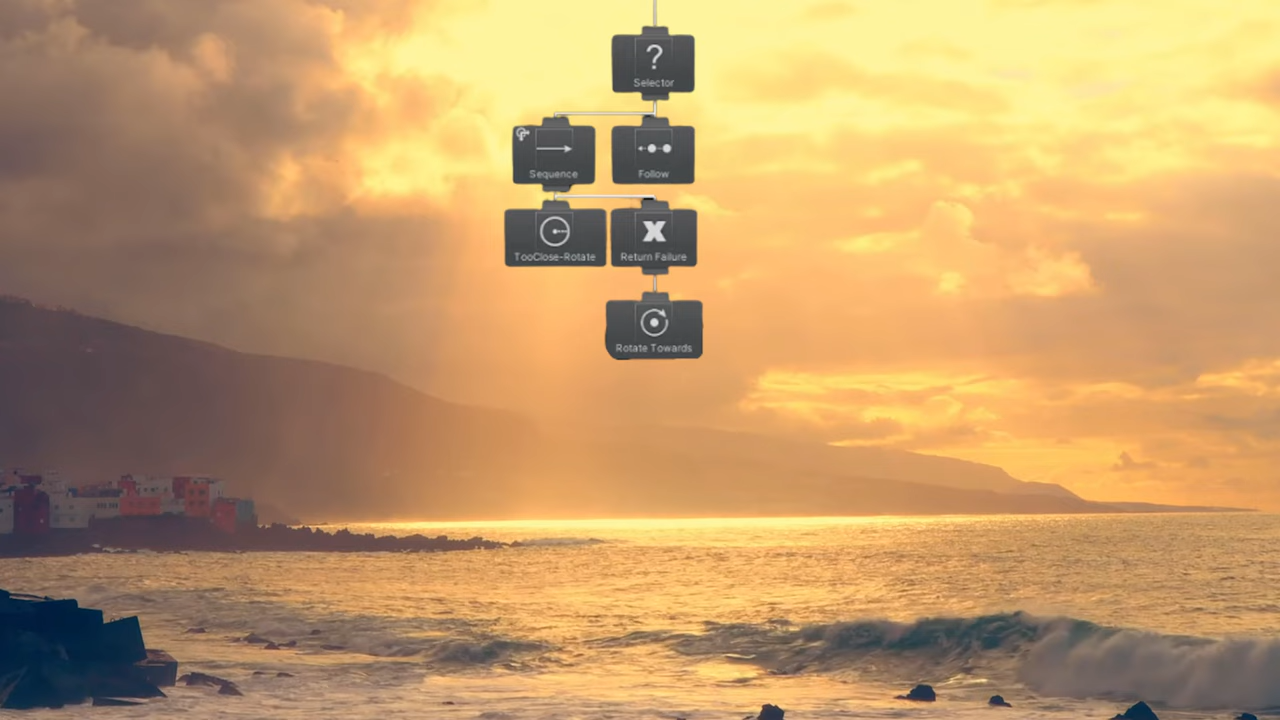 ?
Selector
Sequence
Follow
TooClose-Rotate
Return Failure
Rotate Towards